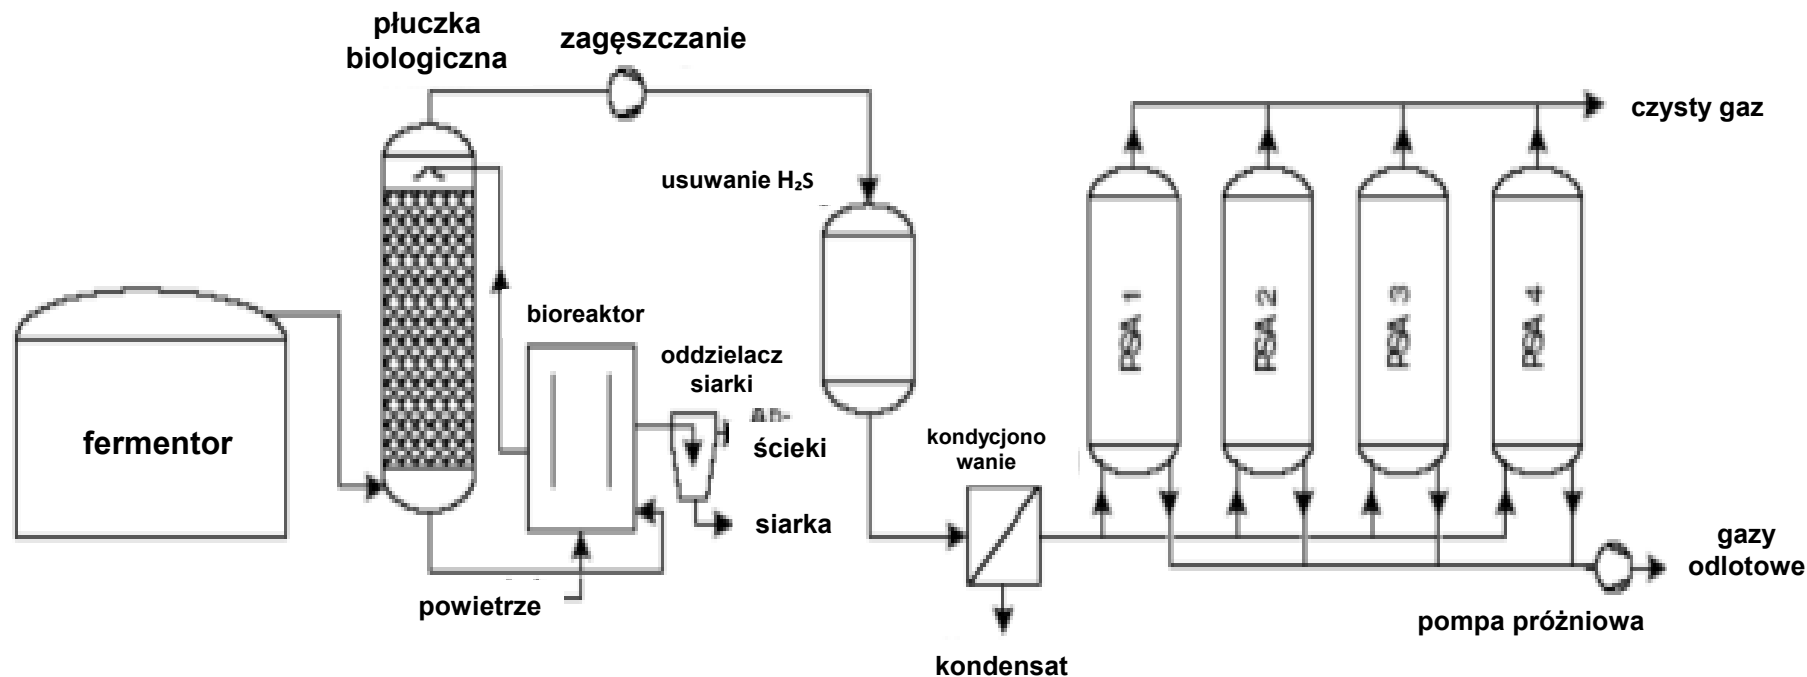 płuczka
biologiczna
zagęszczanie
czysty gaz
usuwanie H₂S
PSA 1
PSA 2
PSA 3
PSA 4
bioreaktor
oddzielacz
siarki
fermentor
ścieki
kondycjono
wanie
siarka
gazy
odlotowe
powietrze
pompa próżniowa
kondensat